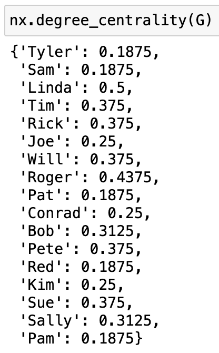 nx.degree_centrality(G)
{'Tyler': 0.1875,
'Sam': 0.1875,
'Linda': 0.5,
'Tim': 0.375,
'Rick': 0.375,
'Joe': 0.25,
'Will': 0.375,
'Roger': 0.4375,
'Pat': 0.1875,
'Conrad': 0.25,
'Bob': 0.3125,
'Pete': 0.375,
'Red': 0.1875,
'Kim': 0.25,
'Sue': 0.375,
'Sally': 0.3125,
'Pam': 0.1875}